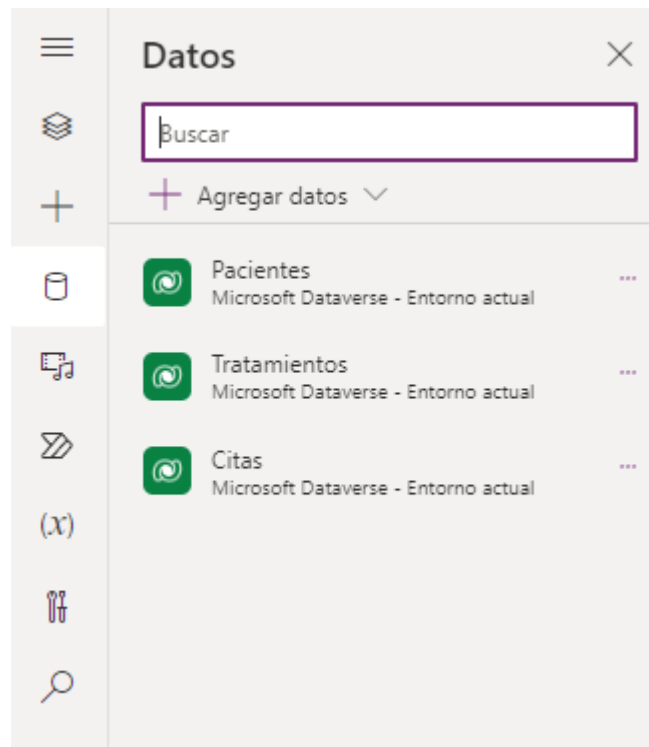 Datos
Buscar
Agregar datos
Pacientes
Microsoft Dataverse - Entorno actual
Tratamientos
Microsoft Dataverse - Entorno actual
Citas
Microsoft Dataverse - Entorno actual
(x)